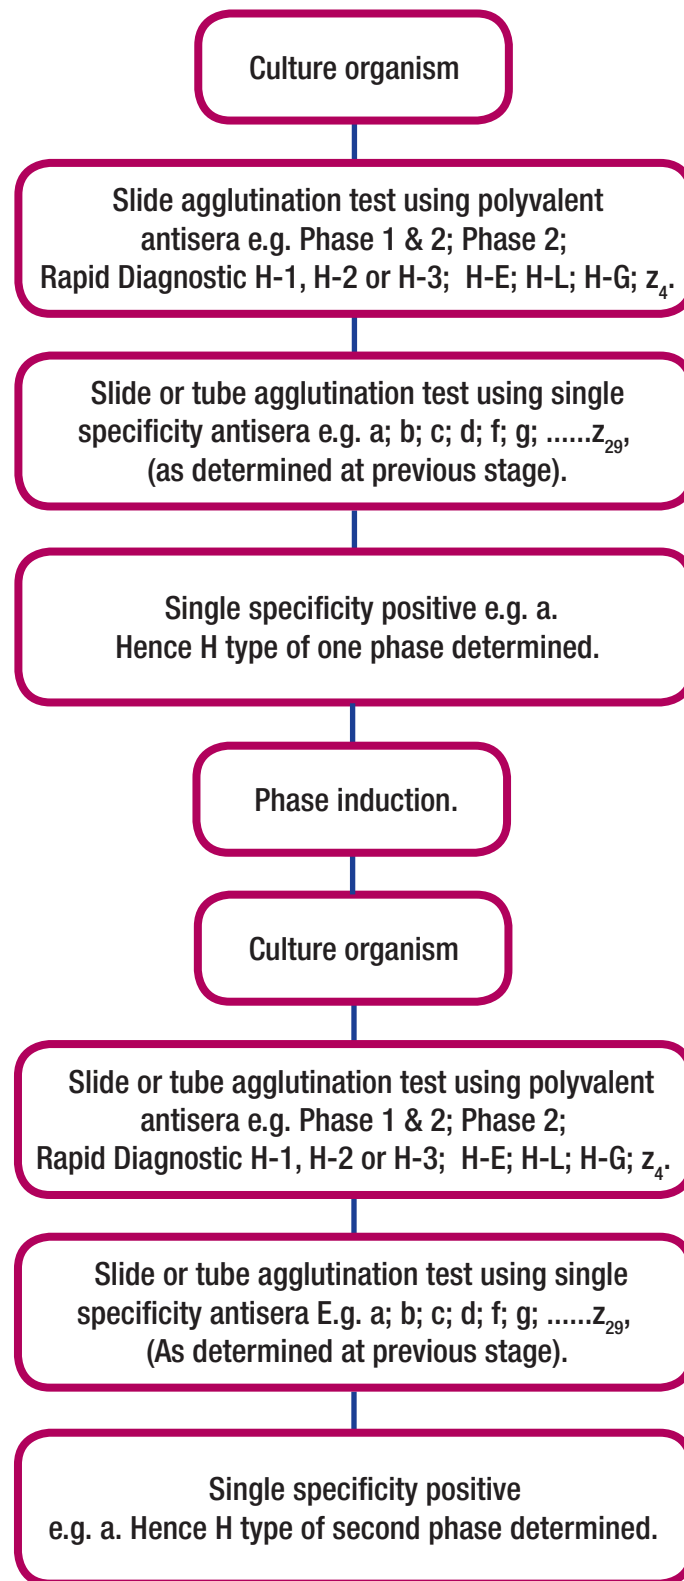 Culture organism
Slide agglutination test using polyvalent
antisera e.g. Phase 1 & 2; Phase 2;
Rapid Diagnostic H-1, H-2 or H-3;  H-E; H-L; H-G; z₄.
Slide or tube agglutination test using single
specificity antisera e.g. a; b; c; d; f; g; ......z₂₉,
(as determined at previous stage).
Single specificity positive e.g. a.
Hence H type of one phase determined.
Phase induction.
Culture organism
Slide or tube agglutination test using polyvalent
antisera e.g. Phase 1 & 2; Phase 2;
Rapid Diagnostic H-1, H-2 or H-3;  H-E; H-L; H-G; z₄.
Slide or tube agglutination test using single
specificity antisera E.g. a; b; c; d; f; g; ......z₂₉,
(As determined at previous stage).
Single specificity positive
e.g. a. Hence H type of second phase determined.